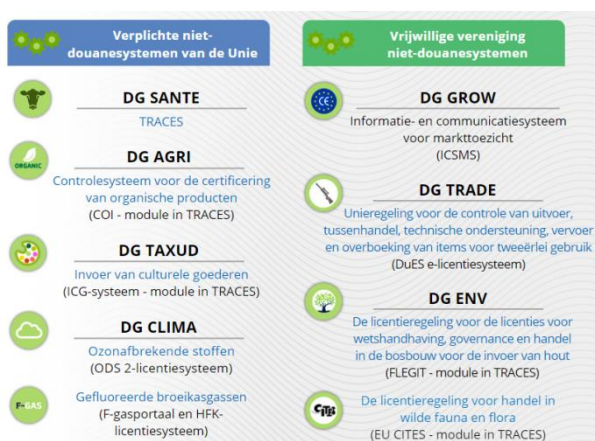 Verplichte niet-
douanesystemen van de Unie
DG SANTE
TRACES
ORGANIC
DG AGRI
Controlesysteem voor de certificering
van organische producten
(COI - module in TRACES)
DG TAXUD
Invoer van culturele goederen
(ICG-systeem - module in TRACES)
DG CLIMA
Ozonafbrekende stoffen
(ODS 2-licentiesysteem)
F-GAS
Gefluoreerde broeikasgassen
(F-gasportaal en HFK-
licentiesysteem)
Vrijwillige vereniging
niet-douanesystemen
CE
DG GROW
Informatie- en communicatiesysteem
voor markttoezicht
(ICSMS)
DG TRADE
Unieregeling voor de controle van uitvoer,
tussenhandel, technische ondersteuning, vervoer
en overboeking van items voor tweeërlei gebruik
(DuES e-licentiesysteem)
DG ENV
De licentieregeling voor de licenties voor
wetshandhaving, governance en handel
in de bosbouw voor de invoer van hout
(FLEGIT - module in TRACES)
CITES
De licentieregeling voor handel in
wilde fauna en flora
(EU CITES - module in TRACES)